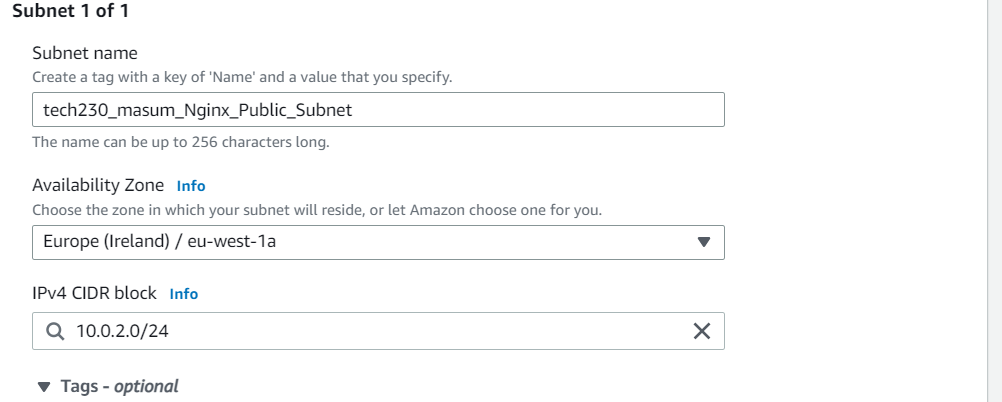 Subnet 1 of 1
Subnet name
Create a tag with a key of 'Name' and a value that you specify.
tech230_masum_Nginx_Public_Subnet
The name can be up to 256 characters long.
Availability Zone Info
Choose the zone in which your subnet will reside, or let Amazon choose one for you.
Europe (Ireland) / eu-west-1a
IPv4 CIDR block Info
10.0.2.0/24
Tags - optional